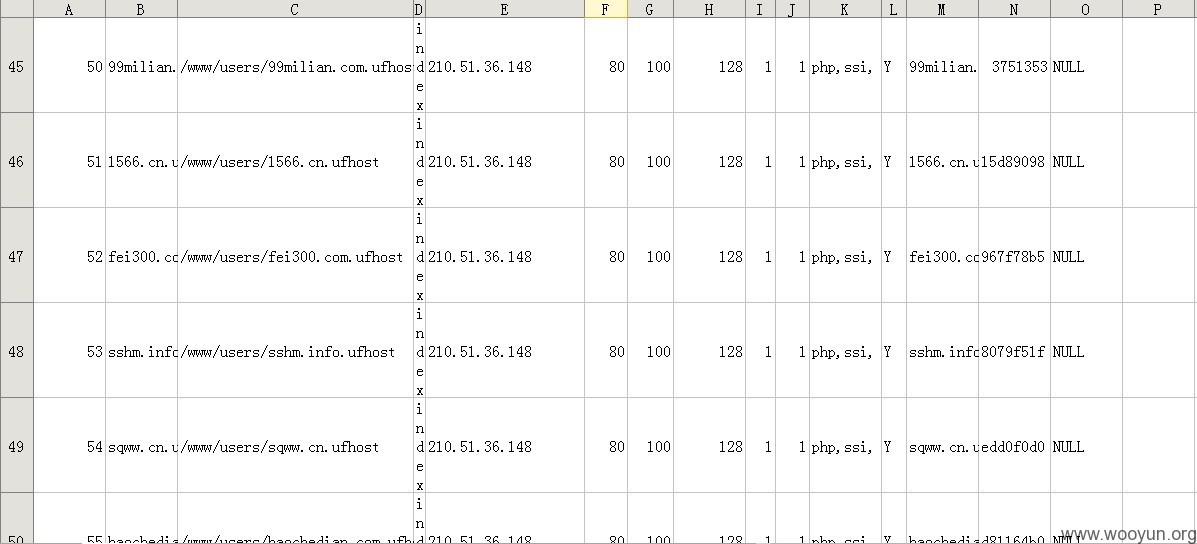 A B C D E F G H I J K L M N O P
45 50 99milian. /www/users/99milian.com.ufhos index 210.51.36.148 80 100 128 1 1 php,ssi, Y 99milian. 3751353 NULL
46 51 1566.cn.u /www/users/1566.cn.ufhost index 210.51.36.148 80 100 128 1 1 php,ssi, Y 1566.cn.u 15d89098 NULL
47 52 fei300.co /www/users/fei300.com.ufhost index 210.51.36.148 80 100 128 1 1 php,ssi, Y fei300.co 967f78b5 NULL
48 53 sshm.info /www/users/sshm.info.ufhost index 210.51.36.148 80 100 128 1 1 php,ssi, Y sshm.info 8079f51f NULL
49 54 sqww.cn.u /www/users/sqww.cn.ufhost index 210.51.36.148 80 100 128 1 1 php,ssi, Y sqww.cn.u edd0f0d0 NULL
50 55 haochedia /www/users/haochedian.com.ufh in 210.51.36.148 80 100 128 1 1 php,ssi, Y haochedia d81164b0 NULL
www.wooyun.org